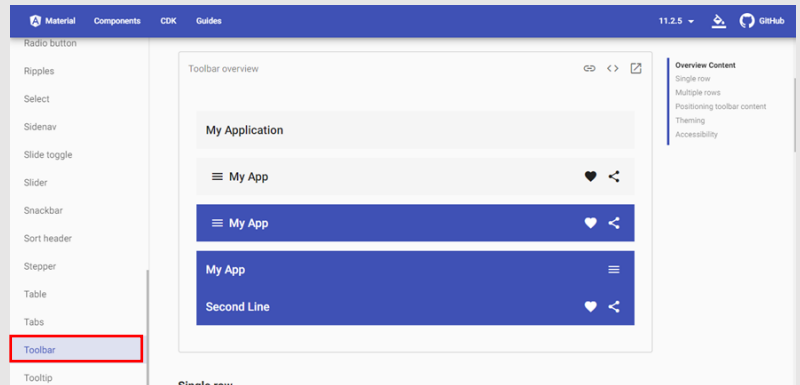 Material Components CDK Guides 11.2.5 GitHub
Radio button
Ripples
Select
Sidenav
Slide toggle
Slider
Snackbar
Sort header
Stepper
Table
Tabs
Toolbar
Tooltip
Toolbar overview
My Application
My App
My App
My App
Second Line
Single row
Overview Content
Single row
Multiple rows
Positioning toolbar content
Theming
Accessibility